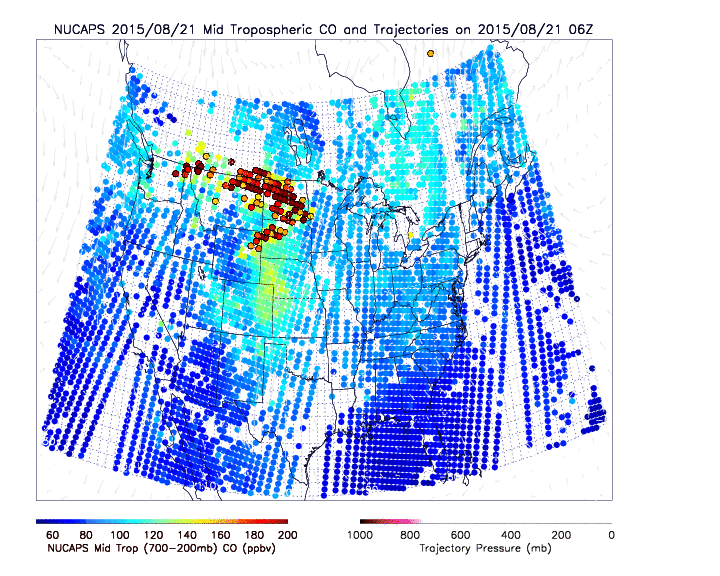 NUCAPS 2015/08/21 Mid Tropospheric CO and Trajectories on 2015/08/21 06Z
60 80 100 120 140 160 180 200
NUCAPS Mid Trop (700-200mb) CO (ppbv)
1000 800 600 400 200 0
Trajectory Pressure (mb)